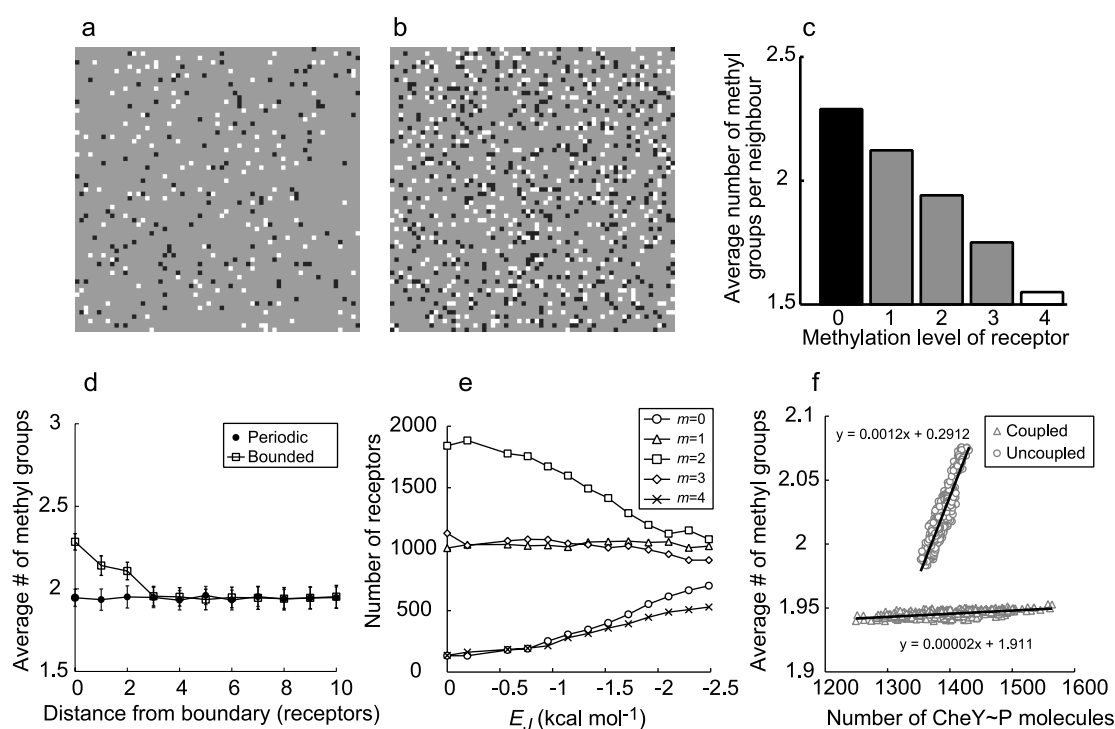 a
b
c
2.5
2
1.5
Average number of methyl
groups per neighbour
0 1 2 3 4
Methylation level of receptor
d
3
2.5
2
1.5
Average # of methyl groups
Periodic
Bounded
0 2 4 6 8 10
Distance from boundary (receptors)
e
2000
1500
1000
500
0
Number of receptors
m=0
m=1
m=2
m=3
m=4
0 -0.5 -1 -1.5 -2 -2.5
E_J (kcal mol-1)
f
2.1
2.05
2
1.95
1.9
Average # of methyl groups
y = 0.0012x + 0.2912
Coupled
Uncoupled
y = 0.00002x + 1.911
1200 1300 1400 1500 1600
Number of CheY~P molecules